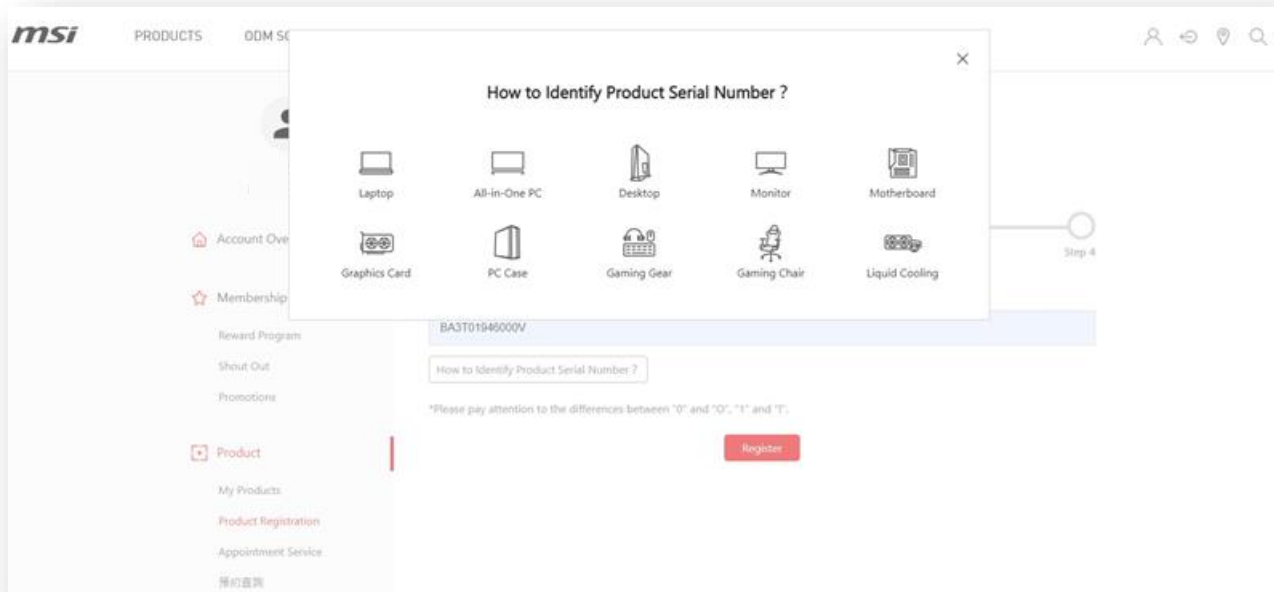 msi
PRODUCTS
ODM SO
How to Identify Product Serial Number ?
Laptop
All-in-One PC
Desktop
Monitor
Motherboard
Graphics Card
PC Case
Gaming Gear
Gaming Chair
Liquid Cooling
Account Ove
Membership
Reward Program
Shout Out
Promotions
Product
My Products
Product Registration
Appointment Service
預約查詢
Step 4
BA3T01946000V
How to Identify Product Serial Number ?
*Please pay attention to the differences between "0" and "O", "1" and "I".
Register